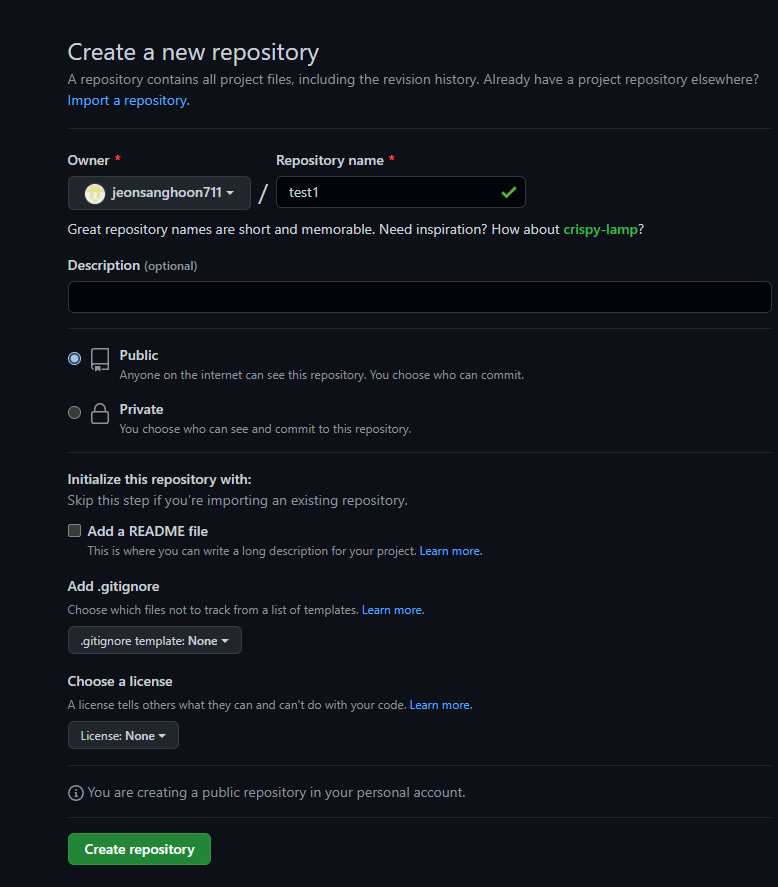 Create a new repository
A repository contains all project files, including the revision history. Already have a project repository elsewhere?
Import a repository.
Owner * Repository name *
jeonsanghoon711 / test1
Great repository names are short and memorable. Need inspiration? How about crispy-lamp?
Description (optional)
Public
Anyone on the internet can see this repository. You choose who can commit.
Private
You choose who can see and commit to this repository.
Initialize this repository with:
Skip this step if you're importing an existing repository.
Add a README file
This is where you can write a long description for your project. Learn more.
Add .gitignore
Choose which files not to track from a list of templates. Learn more.
.gitignore template: None
Choose a license
A license tells others what they can and can't do with your code. Learn more.
License: None
You are creating a public repository in your personal account.
Create repository